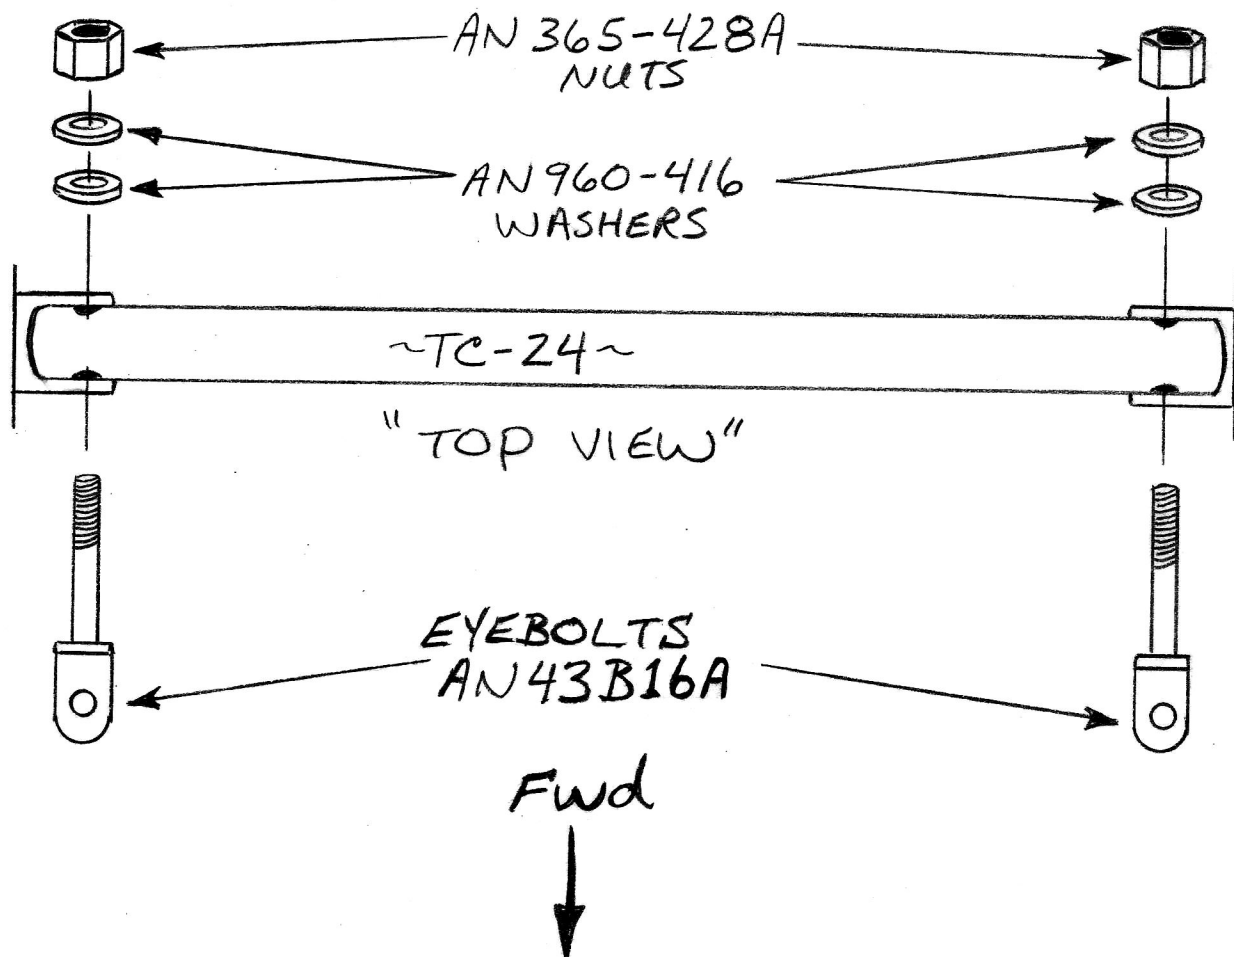 AN 365-428A
NUTS
AN 960-416
WASHERS
~TC-24~
"TOP VIEW"
EYEBOLTS
AN43B16A
Fwd